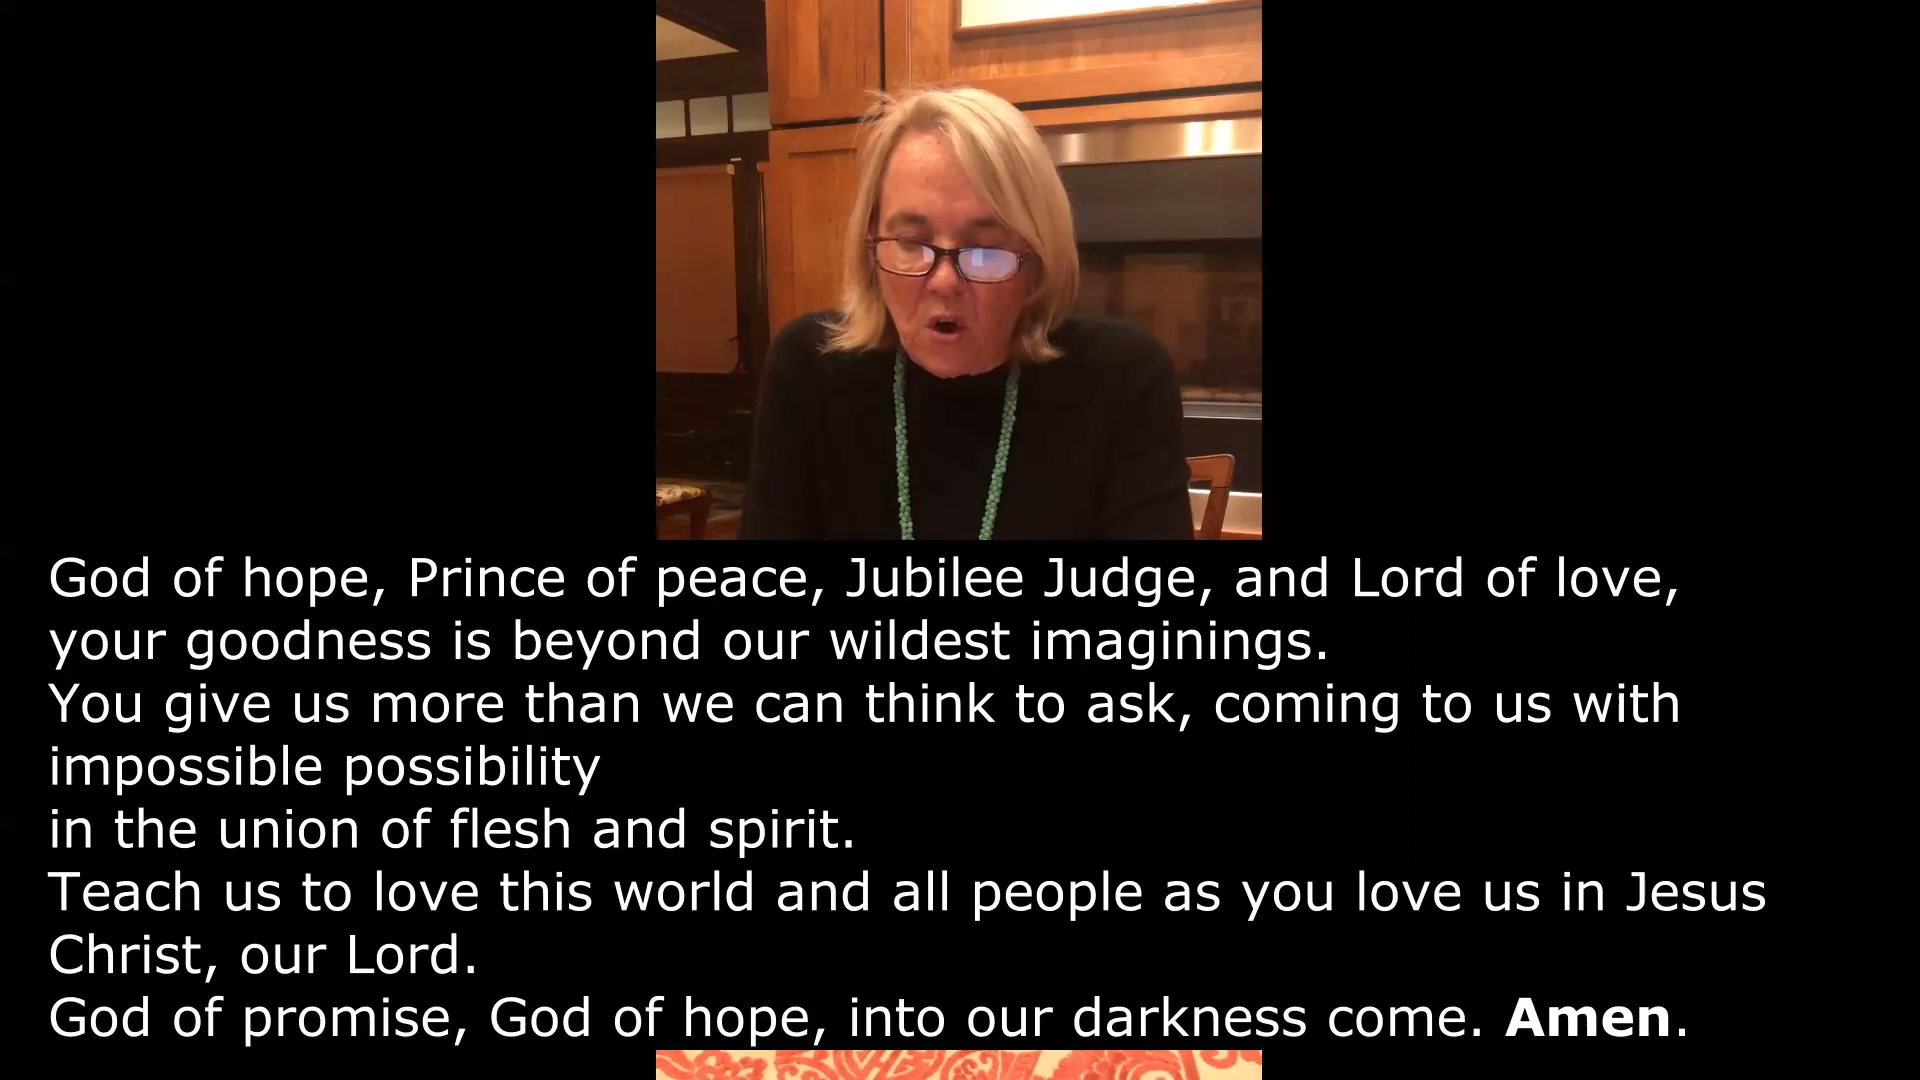 God of hope, Prince of peace, Jubilee Judge, and Lord of love,
your goodness is beyond our wildest imaginings.
You give us more than we can think to ask, coming to us with
impossible possibility
in the union of flesh and spirit.
Teach us to love this world and all people as you love us in Jesus
Christ, our Lord.
God of promise, God of hope, into our darkness come. Amen.